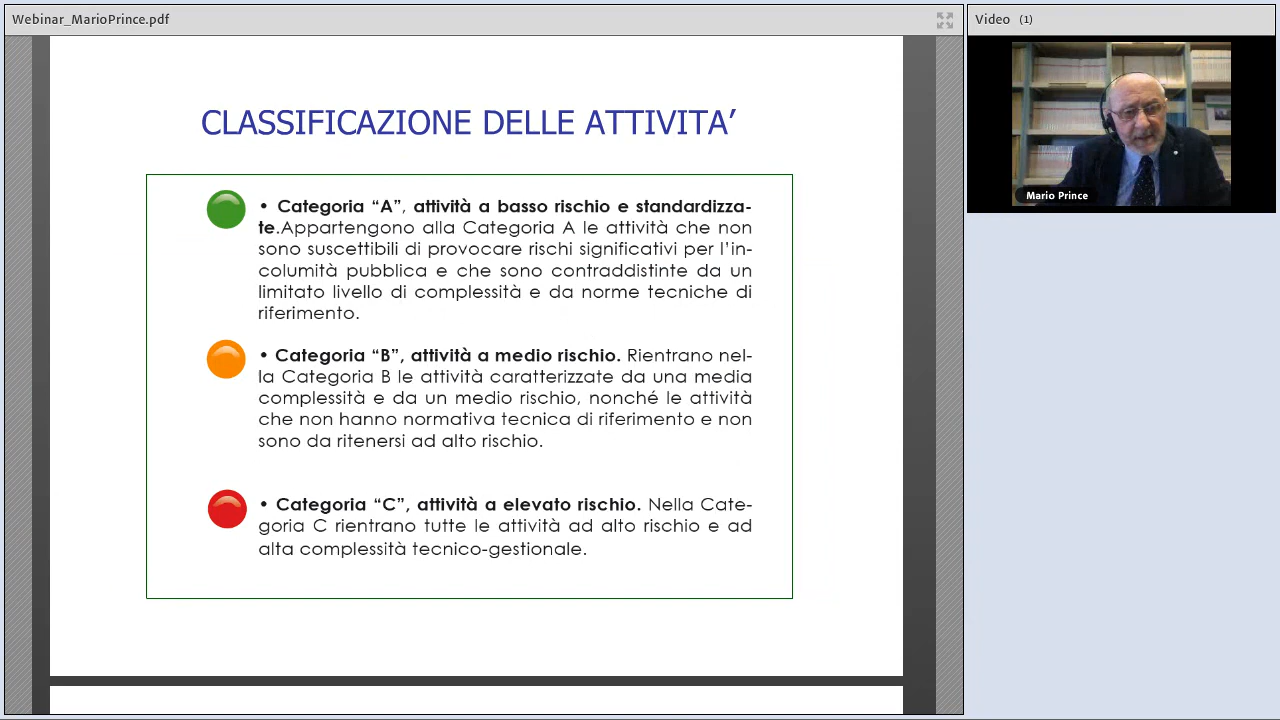 Webinar_MarioPrince.pdf
Video (1)
Mario Prince
CLASSIFICAZIONE DELLE ATTIVITA’
• Categoria “A”, attività a basso rischio e standardizza-
te.Appartengono alla Categoria A le attività che non
sono suscettibili di provocare rischi significativi per l’in-
columità pubblica e che sono contraddistinte da un
limitato livello di complessità e da norme tecniche di
riferimento.
• Categoria “B”, attività a medio rischio. Rientrano nel-
la Categoria B le attività caratterizzate da una media
complessità e da un medio rischio, nonché le attività
che non hanno normativa tecnica di riferimento e non
sono da ritenersi ad alto rischio.
• Categoria “C”, attività a elevato rischio. Nella Cate-
goria C rientrano tutte le attività ad alto rischio e ad
alta complessità tecnico-gestionale.